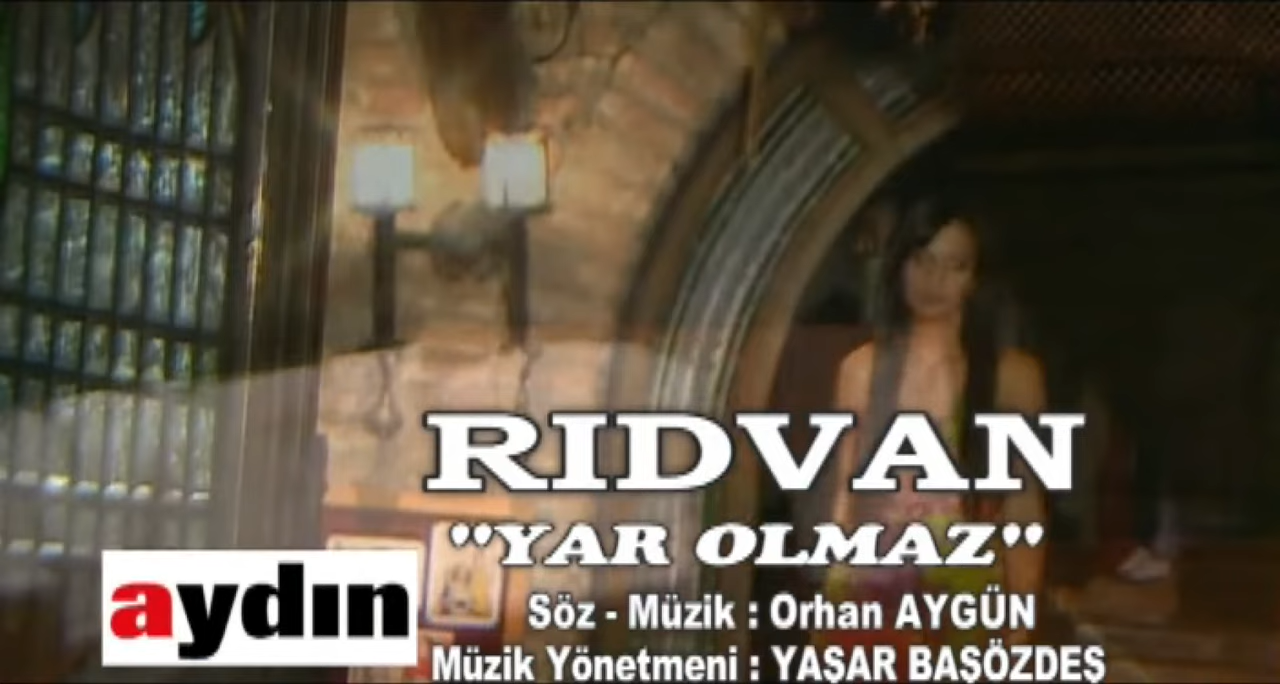 RIDVAN
"YAR OLMAZ"
aydın
Söz - Müzik : Orhan AYGÜN
Müzik Yönetmeni : YAŞAR BAŞÖZDEŞ